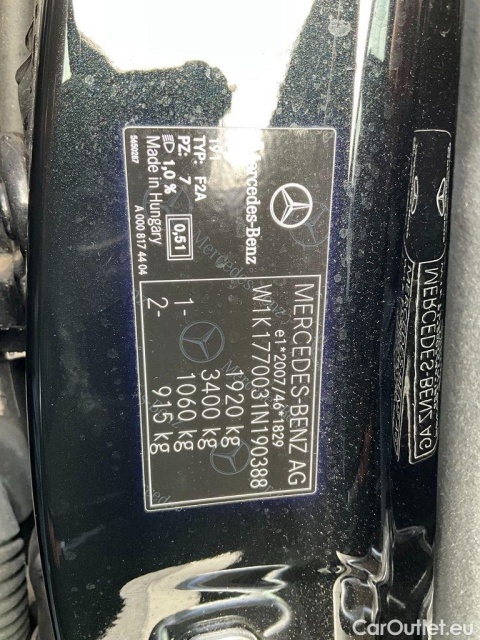 MERCEDES-BENZ AG
e1*2007/46*1829
W1K1770031N190388
1920 kg
3400 kg
1- 1060 kg
2- 915 kg
Mercedes-Benz
TYP: F2A
PZ: 7
1,0 % 0,51
Made in Hungary
5650287
A 000 817 44 04
MERCEDES-BENZ AG
CarOutlet.eu